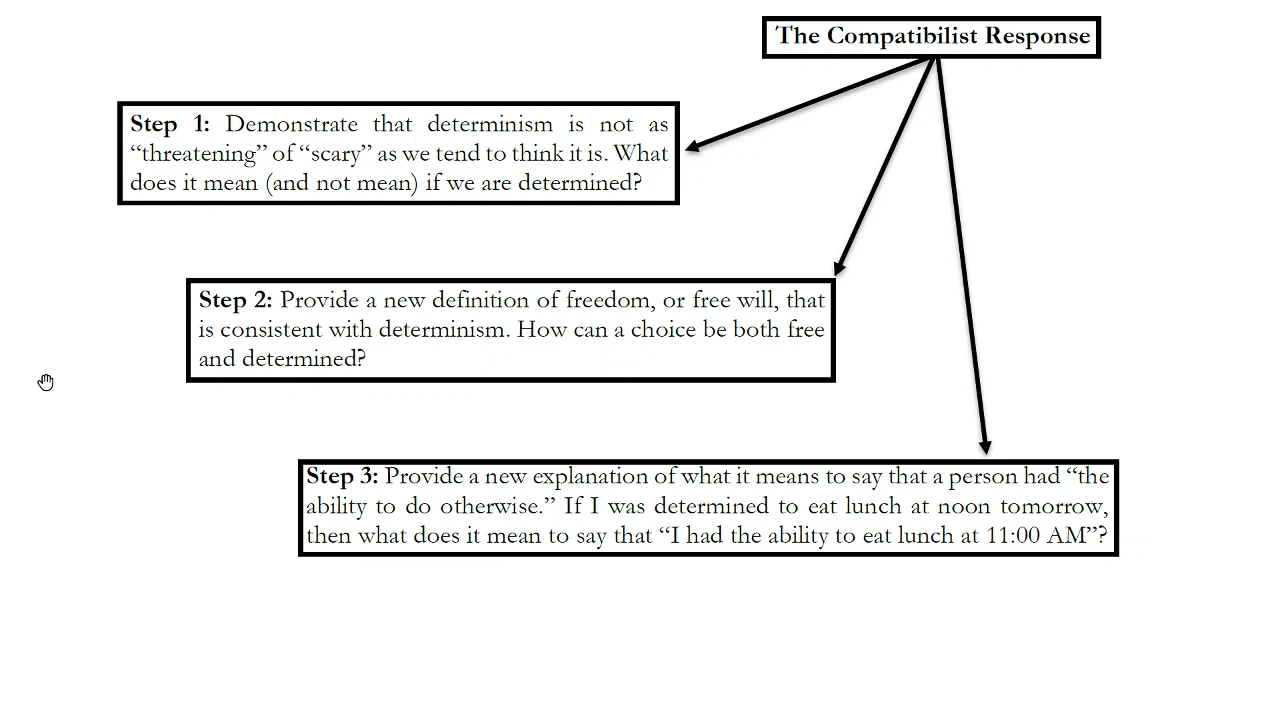 The Compatibilist Response
Step 1: Demonstrate that determinism is not as
“threatening” of “scary” as we tend to think it is. What
does it mean (and not mean) if we are determined?
Step 2: Provide a new definition of freedom, or free will, that
is consistent with determinism. How can a choice be both free
and determined?
Step 3: Provide a new explanation of what it means to say that a person had “the
ability to do otherwise.” If I was determined to eat lunch at noon tomorrow,
then what does it mean to say that “I had the ability to eat lunch at 11:00 AM”?